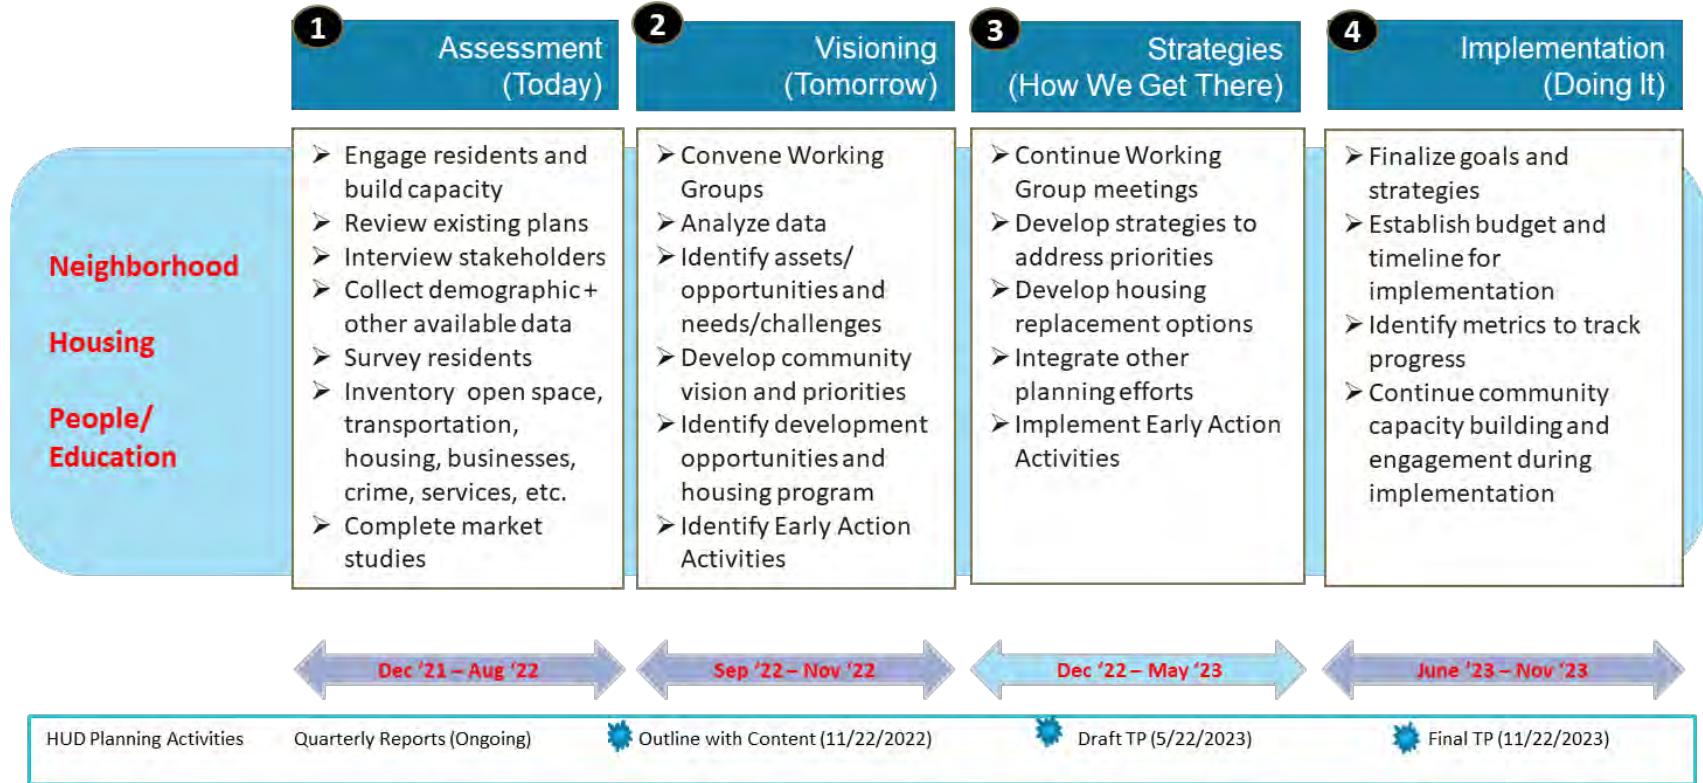 1
Assessment
(Today)
2
Visioning
(Tomorrow)
3
Strategies
(How We Get There)
4
Implementation
(Doing It)
Neighborhood
Housing
People/
Education
➢ Engage residents and
build capacity
➢ Review existing plans
➢ Interview stakeholders
➢ Collect demographic +
other available data
➢ Survey residents
➢ Inventory open space,
transportation,
housing, businesses,
crime, services, etc.
➢ Complete market
studies
➢ Convene Working
Groups
➢ Analyze data
➢ Identify assets/
opportunities and
needs/challenges
➢ Develop community
vision and priorities
➢ Identify development
opportunities and
housing program
➢ Identify Early Action
Activities
➢ Continue Working
Group meetings
➢ Develop strategies to
address priorities
➢ Develop housing
replacement options
➢ Integrate other
planning efforts
➢ Implement Early Action
Activities
➢ Finalize goals and
strategies
➢ Establish budget and
timeline for
implementation
➢ Identify metrics to track
progress
➢ Continue community
capacity building and
engagement during
implementation
Dec ‘21 – Aug ‘22
Sep ‘22 – Nov ‘22
Dec ‘22 – May ‘23
June ‘23 – Nov ‘23
HUD Planning Activities
Quarterly Reports (Ongoing)
Outline with Content (11/22/2022)
Draft TP (5/22/2023)
Final TP (11/22/2023)